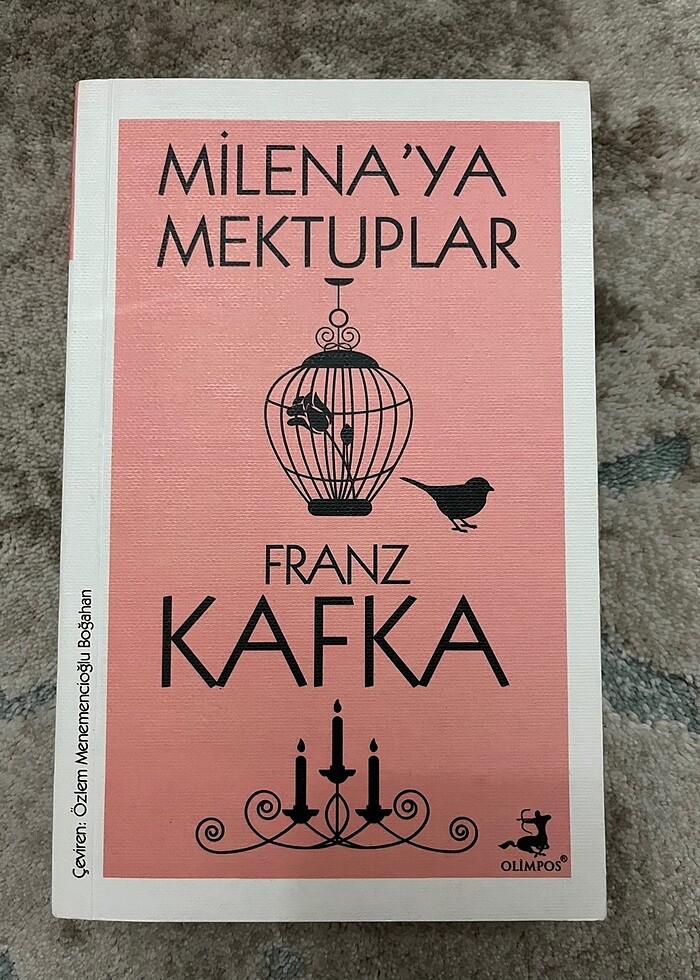 MİLENA'YA
MEKTUPLAR
FRANZ
KAFKA
Çeviren: Özlem Menemencioğlu Boğahan
OLİMPOS®